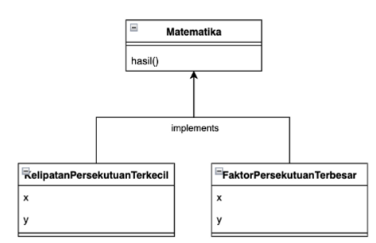 Matematika
hasil()
implements
KelipatanPersekutuanTerkecil
x
y
FaktorPersekutuanTerbesar
x
y